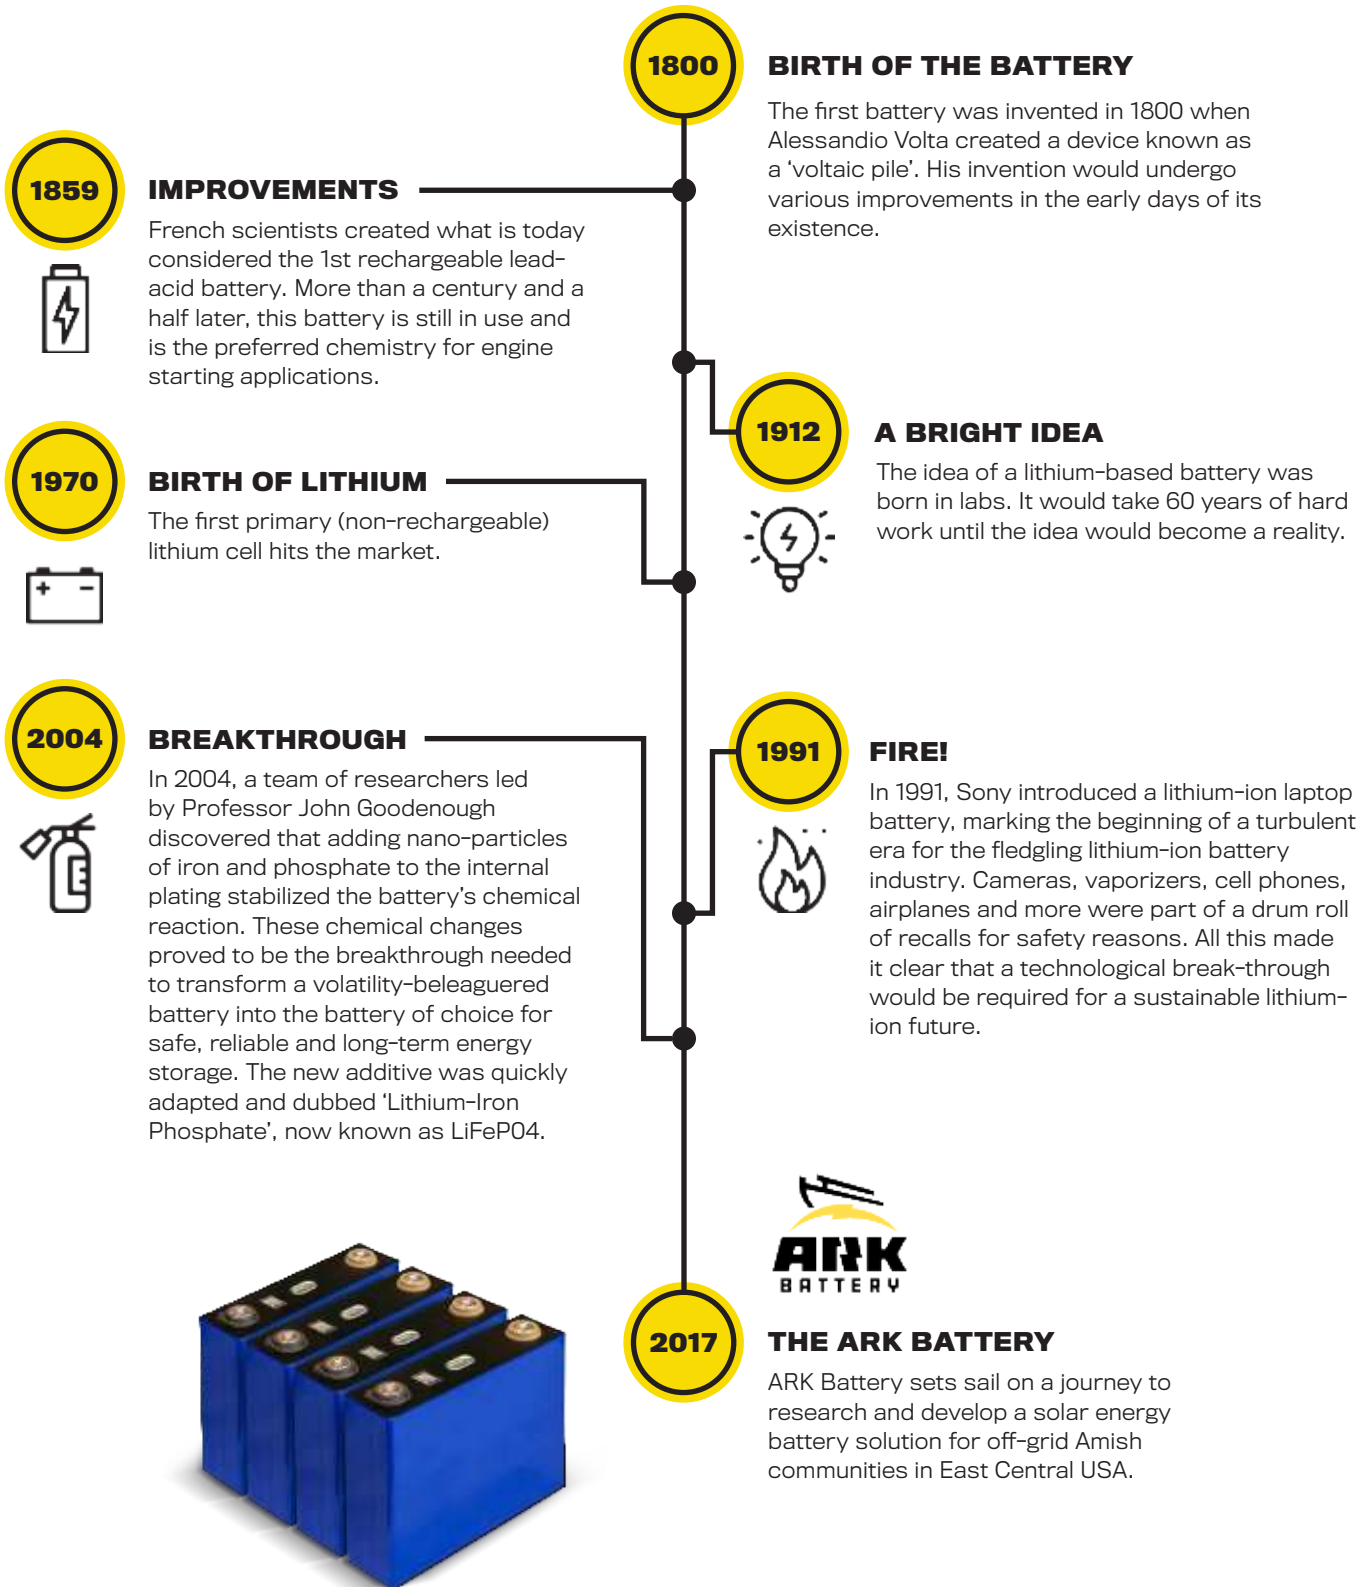 1800
BIRTH OF THE BATTERY
The first battery was invented in 1800 when
Alessandio Volta created a device known as
a ‘voltaic pile’. His invention would undergo
various improvements in the early days of its
existence.
1859
IMPROVEMENTS
French scientists created what is today
considered the 1st rechargeable lead-
acid battery. More than a century and a
half later, this battery is still in use and
is the preferred chemistry for engine
starting applications.
1912
A BRIGHT IDEA
The idea of a lithium-based battery was
born in labs. It would take 60 years of hard
work until the idea would become a reality.
1970
BIRTH OF LITHIUM
The first primary (non-rechargeable)
lithium cell hits the market.
+ −
1991
FIRE!
In 1991, Sony introduced a lithium-ion laptop
battery, marking the beginning of a turbulent
era for the fledgling lithium-ion battery
industry. Cameras, vaporizers, cell phones,
airplanes and more were part of a drum roll
of recalls for safety reasons. All this made
it clear that a technological break-through
would be required for a sustainable lithium-
ion future.
2004
BREAKTHROUGH
In 2004, a team of researchers led
by Professor John Goodenough
discovered that adding nano-particles
of iron and phosphate to the internal
plating stabilized the battery’s chemical
reaction. These chemical changes
proved to be the breakthrough needed
to transform a volatility-beleaguered
battery into the battery of choice for
safe, reliable and long-term energy
storage. The new additive was quickly
adapted and dubbed ‘Lithium-Iron
Phosphate’, now known as LiFeP04.
ARK
BATTERY
2017
THE ARK BATTERY
ARK Battery sets sail on a journey to
research and develop a solar energy
battery solution for off-grid Amish
communities in East Central USA.